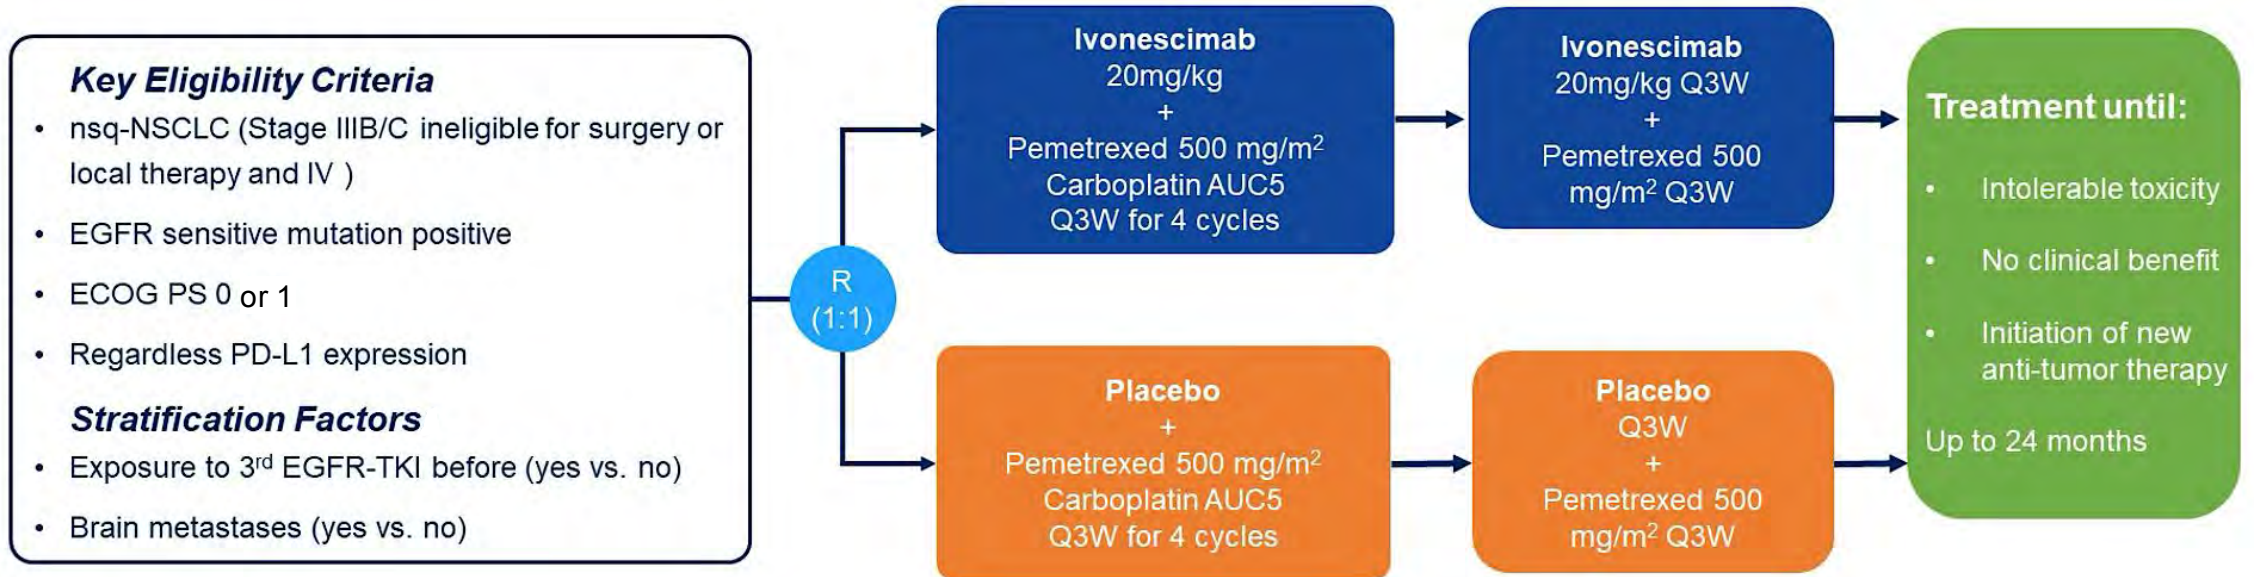 Key Eligibility Criteria
• nsq-NSCLC (Stage IIIB/C ineligible for surgery or
local therapy and IV )
• EGFR sensitive mutation positive
• ECOG PS 0 or 1
• Regardless PD-L1 expression
Stratification Factors
• Exposure to 3rd EGFR-TKI before (yes vs. no)
• Brain metastases (yes vs. no)
R
(1:1)
Ivonescimab
20mg/kg
+
Pemetrexed 500 mg/m²
Carboplatin AUC5
Q3W for 4 cycles
Ivonescimab
20mg/kg Q3W
+
Pemetrexed 500
mg/m² Q3W
Placebo
+
Pemetrexed 500 mg/m²
Carboplatin AUC5
Q3W for 4 cycles
Placebo
Q3W
+
Pemetrexed 500
mg/m² Q3W
Treatment until:
• Intolerable toxicity
• No clinical benefit
• Initiation of new
anti-tumor therapy
Up to 24 months